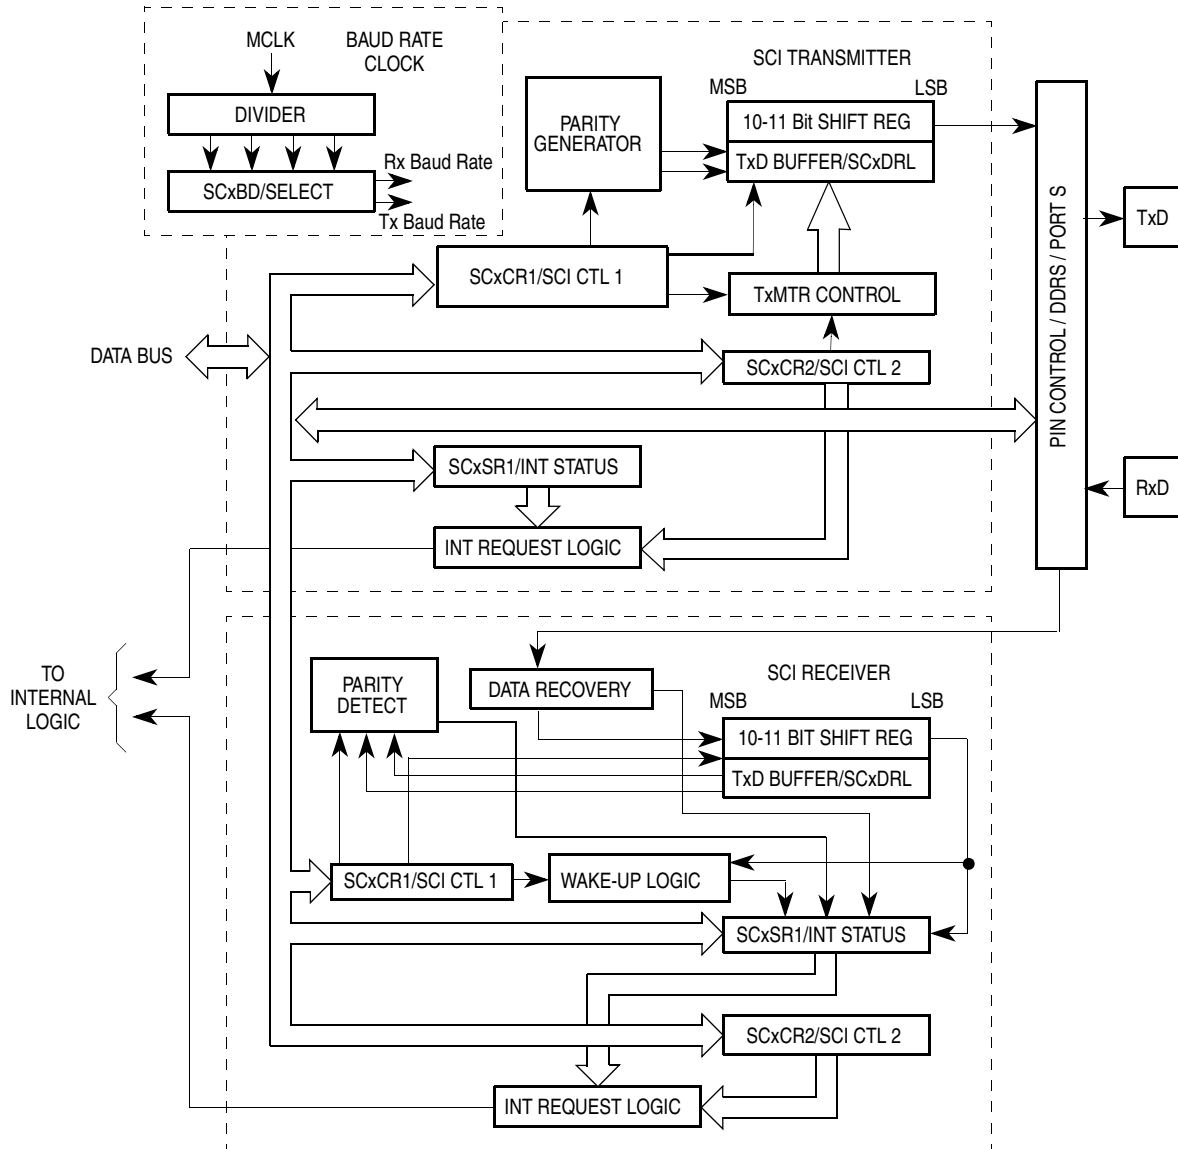 MCLK
BAUD RATE
CLOCK
DIVIDER
Rx Baud Rate
SCxBD/SELECT
Tx Baud Rate
SCI TRANSMITTER
MSB
LSB
PARITY
GENERATOR
10-11 Bit SHIFT REG
TxD BUFFER/SCxDRL
SCxCR1/SCI CTL 1
TxMTR CONTROL
DATA BUS
SCxCR2/SCI CTL 2
SCxSR1/INT STATUS
INT REQUEST LOGIC
PIN CONTROL / DDRS / PORT S
TxD
RxD
TO
INTERNAL
LOGIC
SCI RECEIVER
PARITY
DETECT
DATA RECOVERY
MSB
LSB
10-11 BIT SHIFT REG
TxD BUFFER/SCxDRL
SCxCR1/SCI CTL 1
WAKE-UP LOGIC
SCxSR1/INT STATUS
SCxCR2/SCI CTL 2
INT REQUEST LOGIC